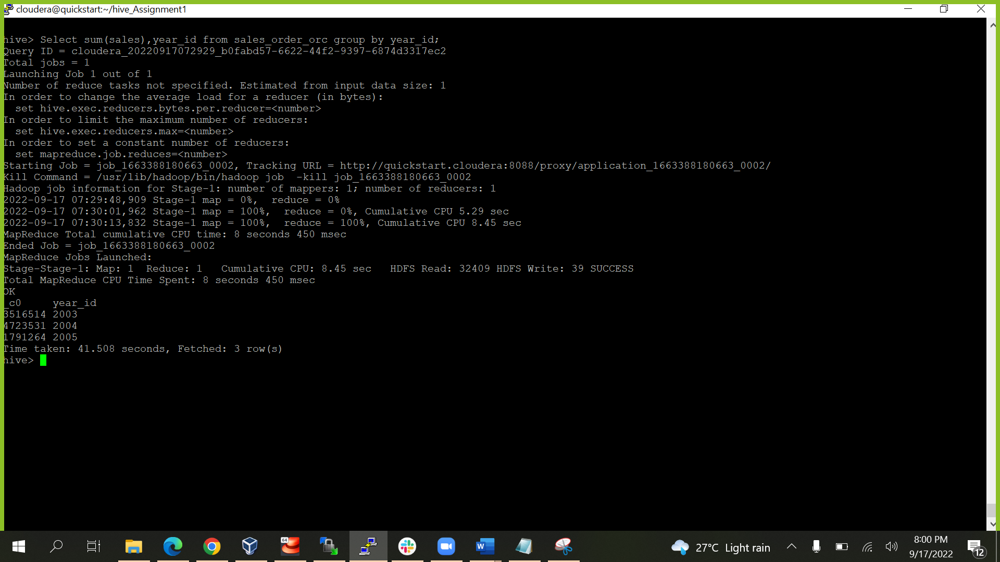 cloudera@quickstart:~/hive_Assignment1
hive> Select sum(sales),year_id from sales_order_orc group by year_id;
Query ID = cloudera_20220917072929_b0fabd57-6622-44f2-9397-6874d3317ec2
Total jobs = 1
Launching Job 1 out of 1
Number of reduce tasks not specified. Estimated from input data size: 1
In order to change the average load for a reducer (in bytes):
  set hive.exec.reducers.bytes.per.reducer=<number>
In order to limit the maximum number of reducers:
  set hive.exec.reducers.max=<number>
In order to set a constant number of reducers:
  set mapreduce.job.reduces=<number>
Starting Job = job_1663388180663_0002, Tracking URL = http://quickstart.cloudera:8088/proxy/application_1663388180663_0002/
Kill Command = /usr/lib/hadoop/bin/hadoop job  -kill job_1663388180663_0002
Hadoop job information for Stage-1: number of mappers: 1; number of reducers: 1
2022-09-17 07:29:48,909 Stage-1 map = 0%,  reduce = 0%
2022-09-17 07:30:01,962 Stage-1 map = 100%,  reduce = 0%, Cumulative CPU 5.29 sec
2022-09-17 07:30:13,832 Stage-1 map = 100%,  reduce = 100%, Cumulative CPU 8.45 sec
MapReduce Total cumulative CPU time: 8 seconds 450 msec
Ended Job = job_1663388180663_0002
MapReduce Jobs Launched:
Stage-Stage-1: Map: 1  Reduce: 1   Cumulative CPU: 8.45 sec   HDFS Read: 32409 HDFS Write: 39 SUCCESS
Total MapReduce CPU Time Spent: 8 seconds 450 msec
OK
_c0     year_id
3516514 2003
4723531 2004
1791264 2005
Time taken: 41.508 seconds, Fetched: 3 row(s)
hive>
64
W
27°C Light rain
8:00 PM
9/17/2022
12